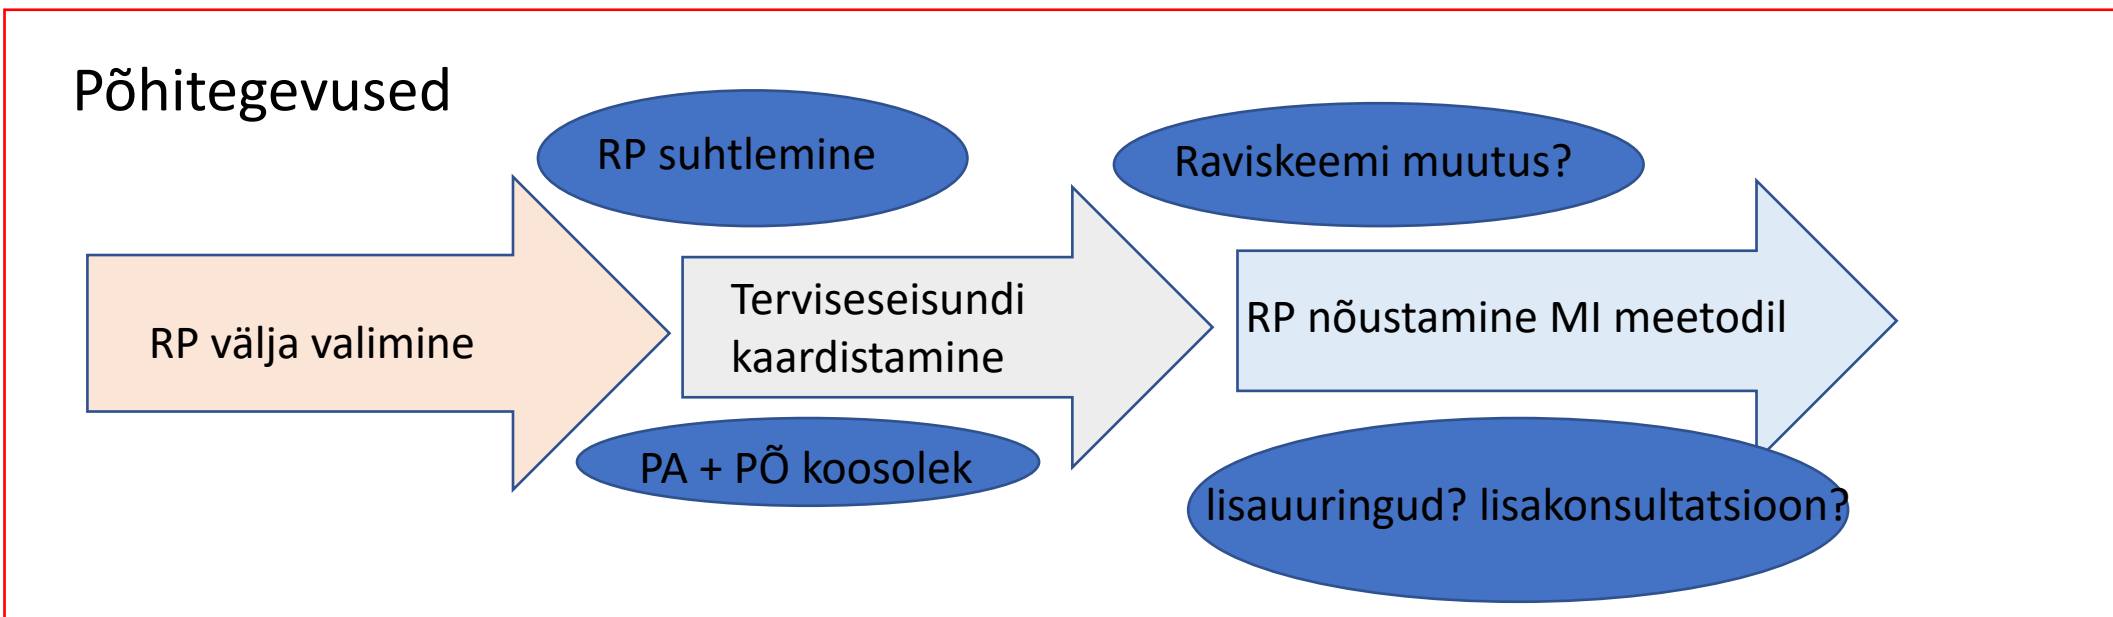 Põhitegevused
RP suhtlemine
Raviskeemi muutus?
RP välja valimine
Terviseseisundi
kaardistamine
RP nõustamine MI meetodil
PA + PÕ koosolek
lisauuringud? lisakonsultatsioon?